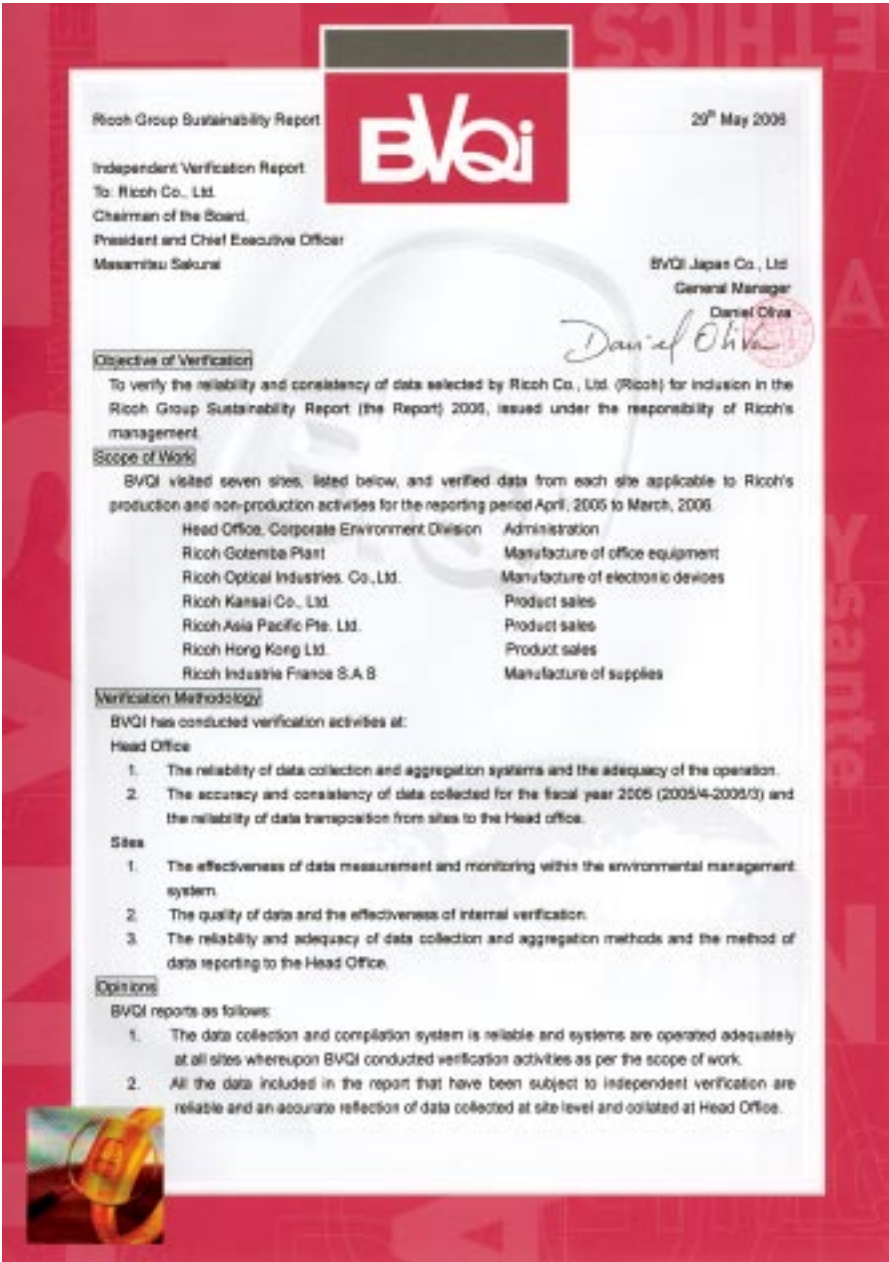 ETHICS
BVQi
Ricoh Group Sustainability Report
29th May 2006
Independent Verification Report
To: Ricoh Co., Ltd.
Chairman of the Board,
President and Chief Executive Officer
Masamitsu Sakurai
BVQI Japan Co., Ltd
General Manager
Daniel Oliva
Daniel Oliva
Objective of Verification
To verify the reliability and consistency of data selected by Ricoh Co., Ltd. (Ricoh) for inclusion in the
Ricoh Group Sustainability Report (the Report) 2006, issued under the responsibility of Ricoh's
management.
Scope of Work
BVQI visited seven sites, listed below, and verified data from each site applicable to Ricoh's
production and non-production activities for the reporting period April, 2005 to March, 2006.
Head Office, Corporate Environment Division Administration
Ricoh Gotemba Plant Manufacture of office equipment
Ricoh Optical Industries. Co.,Ltd. Manufacture of electronic devices
Ricoh Kansai Co., Ltd. Product sales
Ricoh Asia Pacific Pte. Ltd. Product sales
Ricoh Hong Kong Ltd. Product sales
Ricoh Industrie France S.A.S Manufacture of supplies
Verification Methodology
BVQI has conducted verification activities at:
Head Office
1. The reliability of data collection and aggregation systems and the adequacy of the operation.
2. The accuracy and consistency of data collected for the fiscal year 2005 (2005/4-2006/3) and
the reliability of data transposition from sites to the Head office.
Sites
1. The effectiveness of data measurement and monitoring within the environmental management
system.
2. The quality of data and the effectiveness of internal verification.
3. The reliability and adequacy of data collection and aggregation methods and the method of
data reporting to the Head Office.
Opinions
BVQI reports as follows:
1. The data collection and compilation system is reliable and systems are operated adequately
at all sites whereupon BVQI conducted verification activities as per the scope of work.
2. All the data included in the report that have been subject to independent verification are
reliable and an accurate reflection of data collected at site level and collated at Head Office.